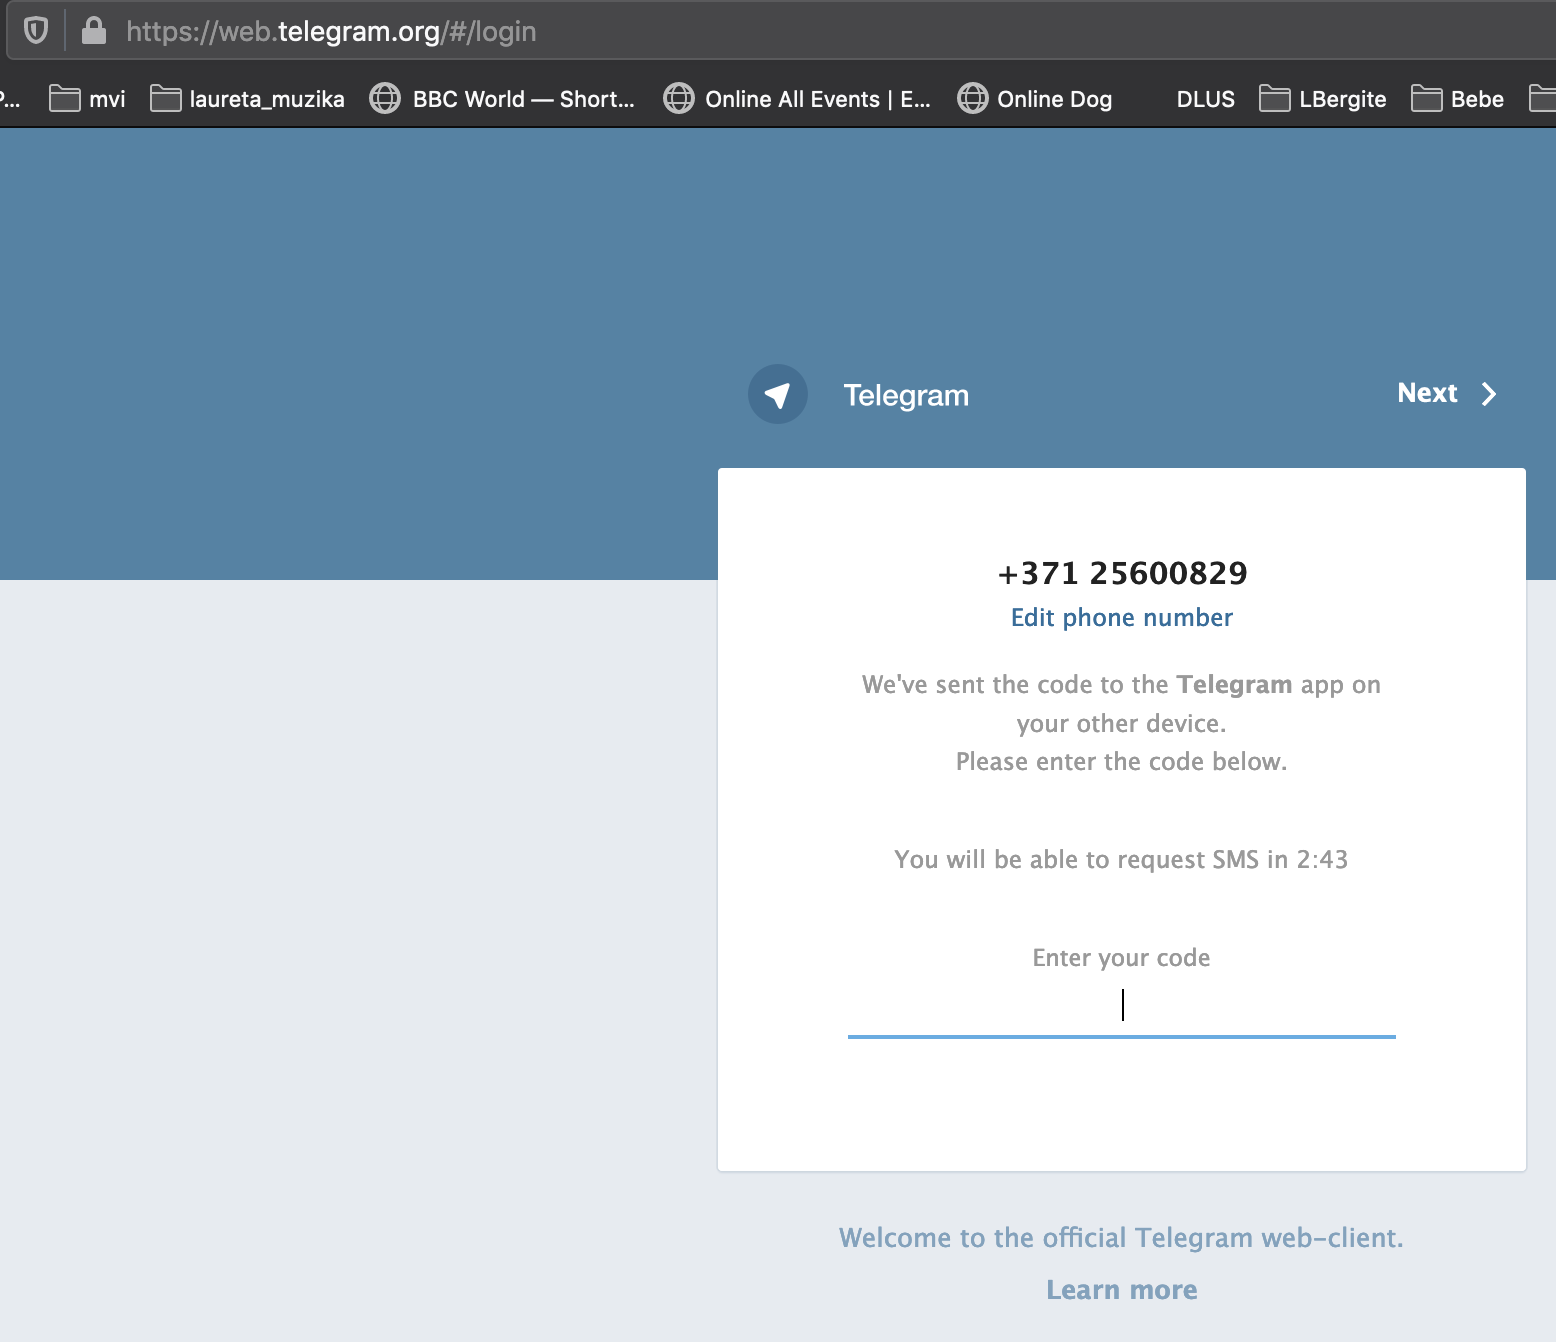 https://web.telegram.org/#/login
P... mvi laureta_muzika BBC World — Short... Online All Events | E... Online Dog DLUS LBergite Bebe
Telegram Next
+371 25600829
Edit phone number
We've sent the code to the Telegram app on
your other device.
Please enter the code below.
You will be able to request SMS in 2:43
Enter your code
Welcome to the official Telegram web-client.
Learn more